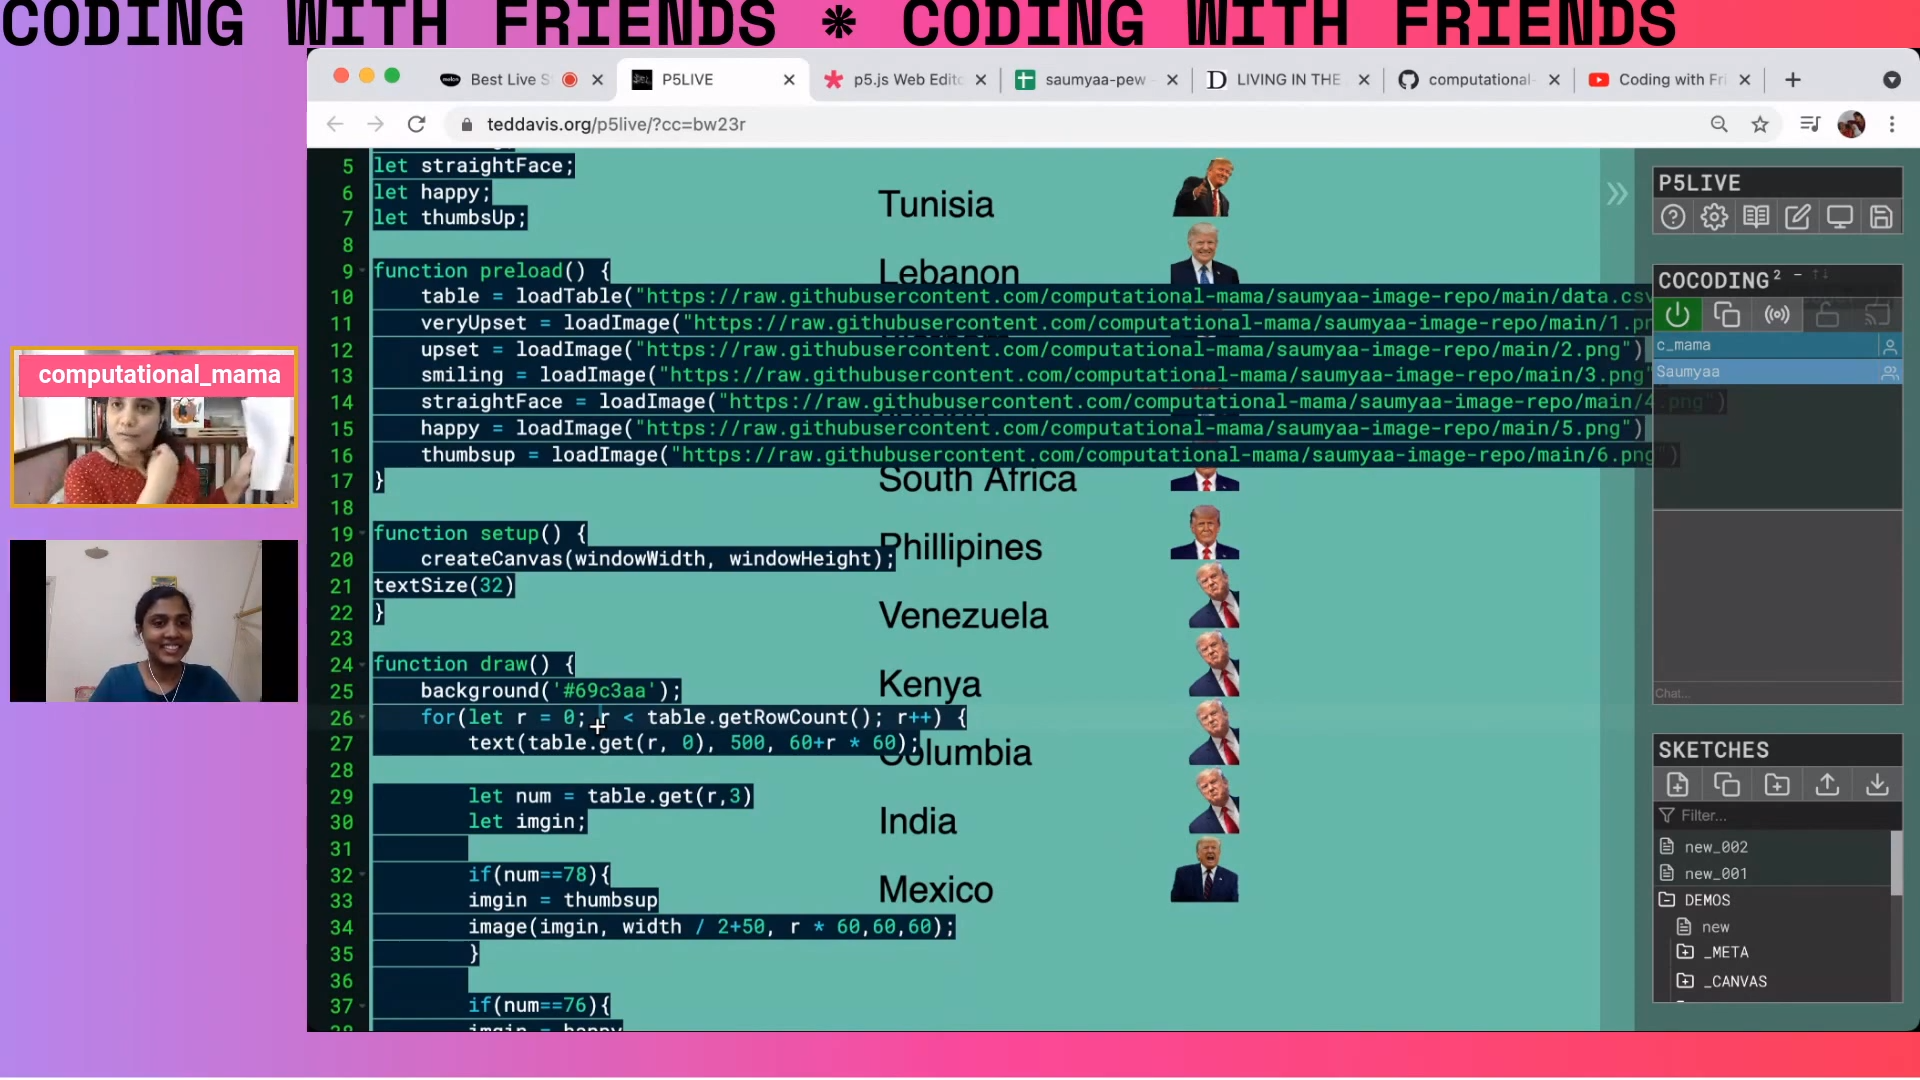 CODING WITH FRIENDS * CODING WITH FRIENDS
Best Live S
P5LIVE
p5.js Web Edito
saumyaa-pew -
LIVING IN THE
computational-
Coding with Fri
teddavis.org/p5live/?cc=bw23r
5 let straightFace;
6 let happy;
7 let thumbsUp;
8
9 function preload() {
10 table = loadTable("https://raw.githubusercontent.com/computational-mama/saumyaa-image-repo/main/data.csv
11 veryUpset = loadImage("https://raw.githubusercontent.com/computational-mama/saumyaa-image-repo/main/1.pn
12 upset = loadImage("https://raw.githubusercontent.com/computational-mama/saumyaa-image-repo/main/2.png")
13 smiling = loadImage("https://raw.githubusercontent.com/computational-mama/saumyaa-image-repo/main/3.png"
14 straightFace = loadImage("https://raw.githubusercontent.com/computational-mama/saumyaa-image-repo/main/4.png")
15 happy = loadImage("https://raw.githubusercontent.com/computational-mama/saumyaa-image-repo/main/5.png")
16 thumbsup = loadImage("https://raw.githubusercontent.com/computational-mama/saumyaa-image-repo/main/6.png")
17 }
18
19 function setup() {
20 createCanvas(windowWidth, windowHeight);
21 textSize(32)
22 }
23
24 function draw() {
25 background('#69c3aa');
26 for(let r = 0; r < table.getRowCount(); r++) {
27 text(table.get(r, 0), 500, 60+r * 60);
28
29 let num = table.get(r,3)
30 let imgin;
31
32 if(num==78){
33 imgin = thumbsup
34 image(imgin, width / 2+50, r * 60,60,60);
35 }
36
37 if(num==76){
38 imgin = happy
Tunisia
Lebanon
South Africa
Phillipines
Venezuela
Kenya
Columbia
India
Mexico
P5LIVE
COCODING2 -
c_mama
Saumyaa
Chat...
SKETCHES
Filter...
new_002
new_001
DEMOS
new
_META
_CANVAS
computational_mama